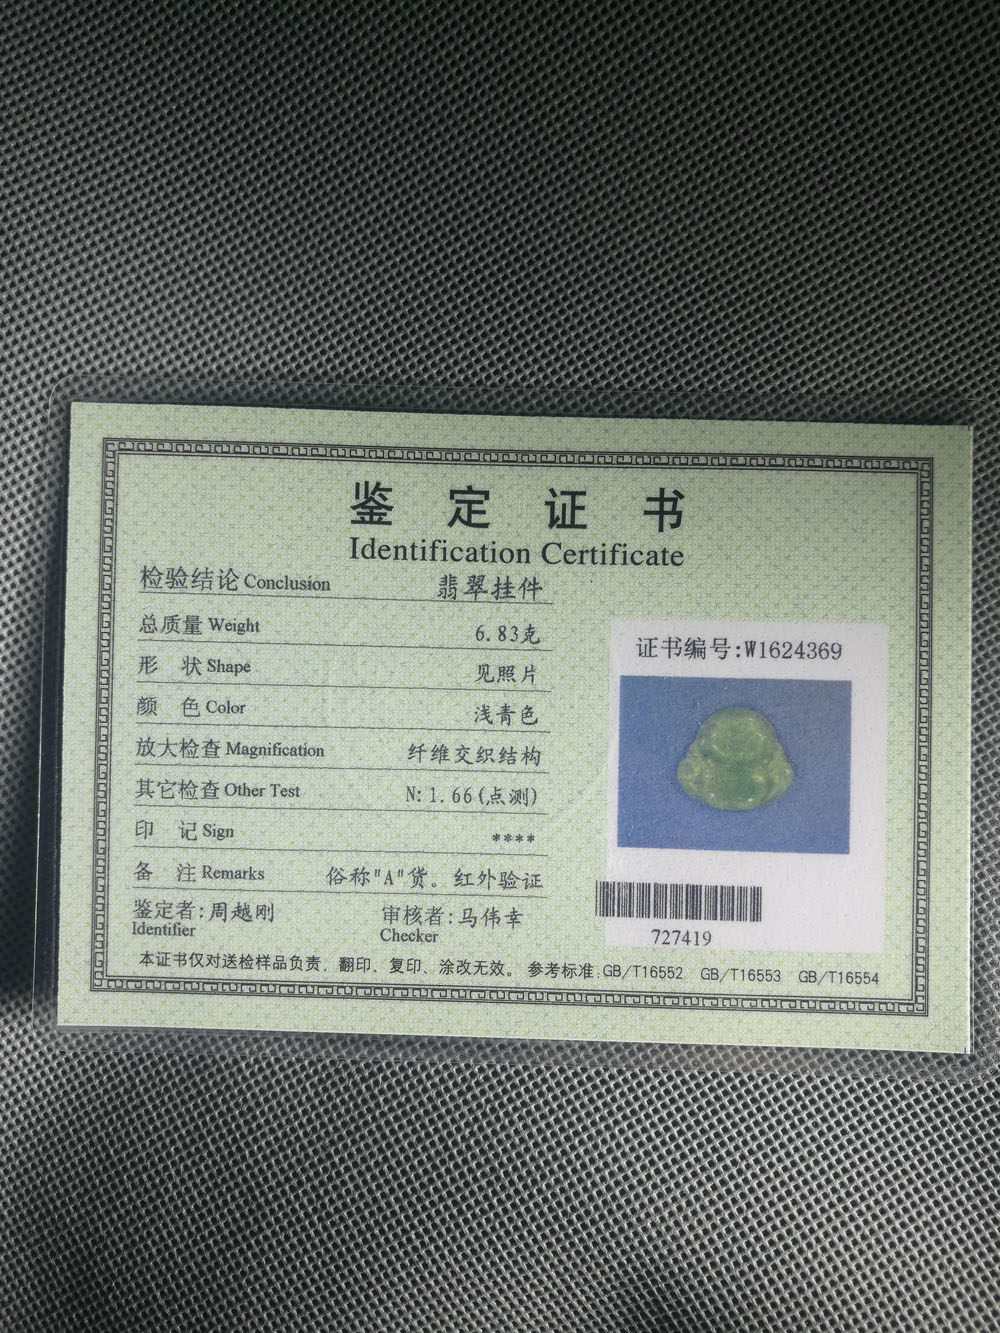 鉴定证书
Identification Certificate
检验结论 Conclusion 翡翠挂件
总质量 Weight 6.83克
形 状 Shape 见照片
颜 色 Color 浅青色
放大检查 Magnification 纤维交织结构
其它检查 Other Test N:1.66(点测)
印 记 Sign ****
备 注 Remarks 俗称"A"货。红外验证
鉴定者:周越刚 审核者:马伟幸
Identifier Checker
本证书仅对送检样品负责,翻印、复印、涂改无效。参考标准:GB/T16552 GB/T16553 GB/T16554
证书编号:W1624369
727419